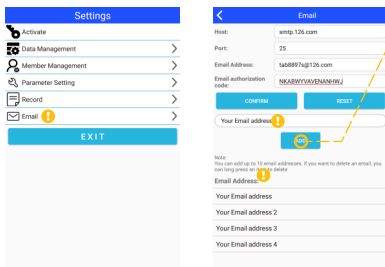 Settings
Activate
Data Management
Member Management
Parameter Setting
Record
Email
EXIT
Email
Host:
smtp.126.com
Port:
25
Email Address:
tab8897s@126.com
Email authorization code:
NKABWYVAVENANHWJ
CONFIRM
RESET
Your Email address
ADD
Note:
You can add up to 10 email addresses. If you want to delete an email, you
can long press an item to delete
Email Address:
Your Email address
Your Email address 2
Your Email address 3
Your Email address 4